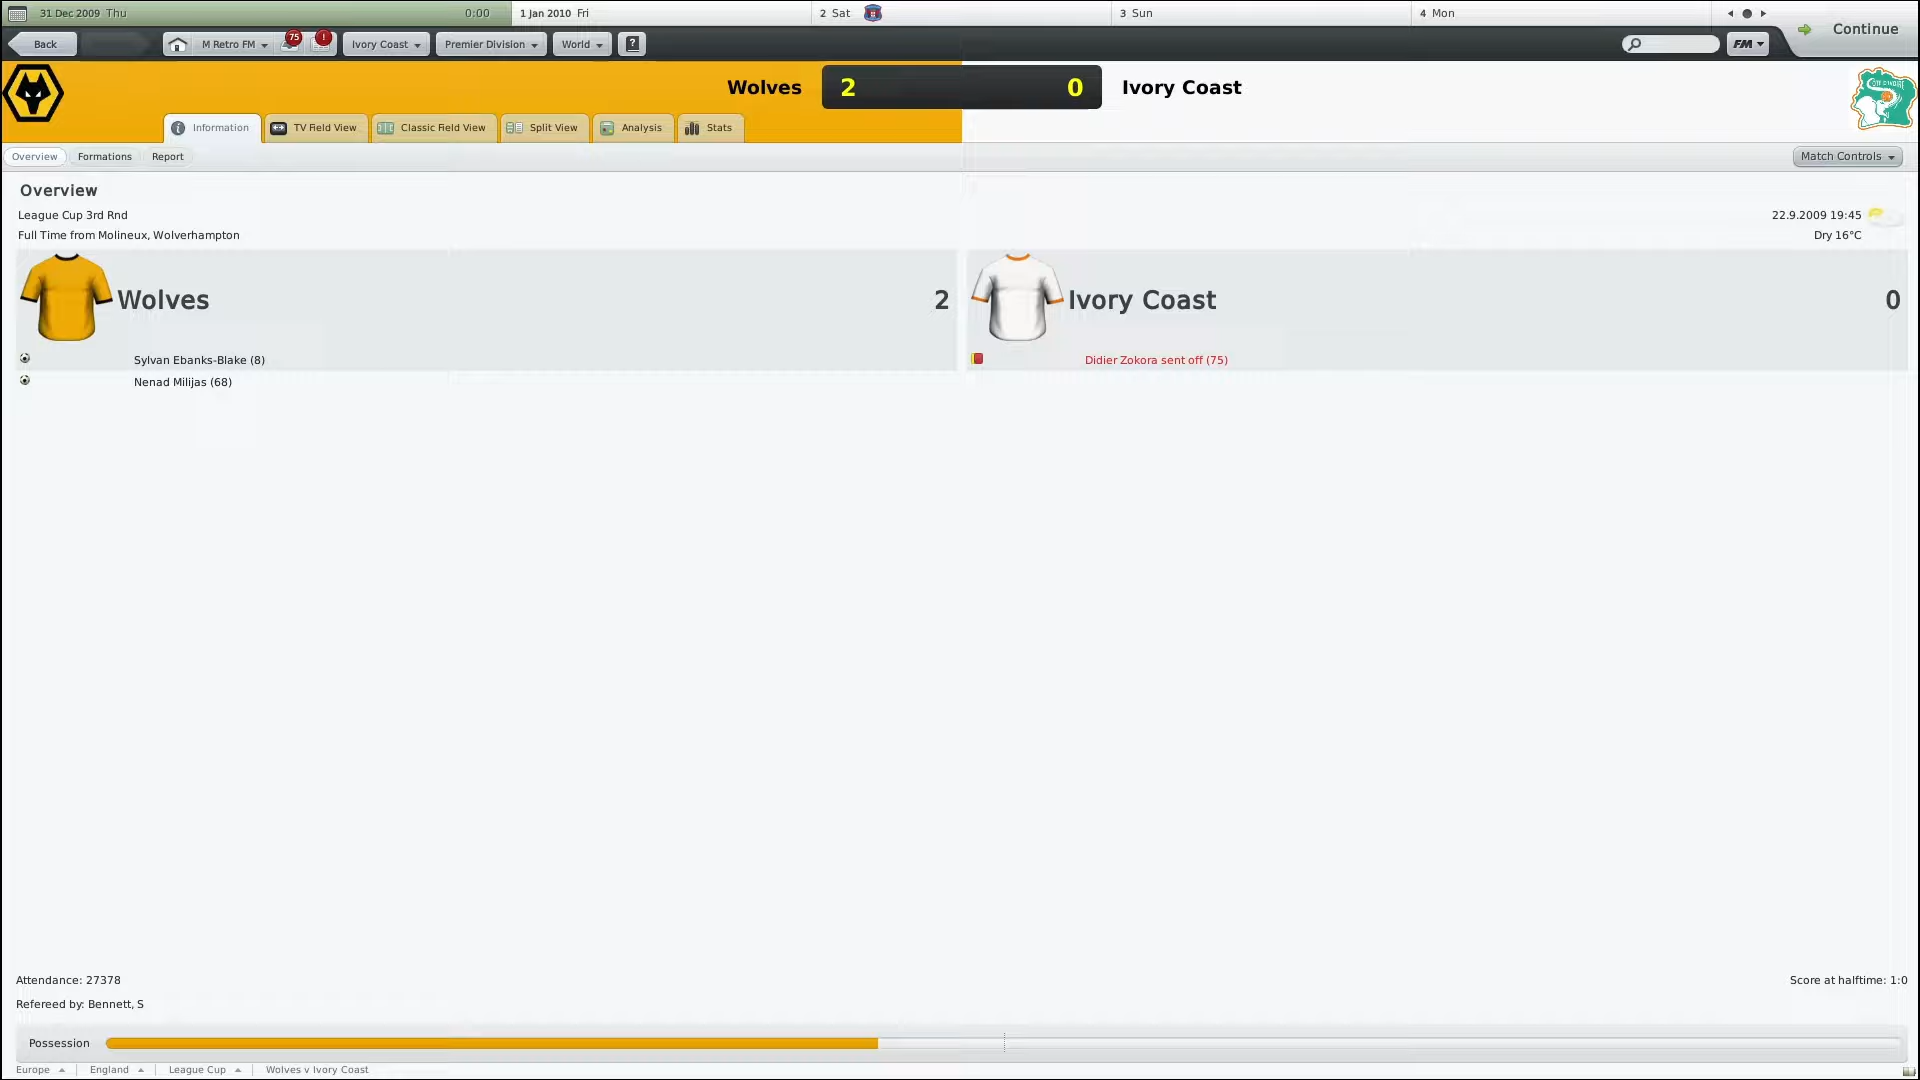 31 Dec 2009 Thu 0:00 1 Jan 2010 Fri 2 Sat 3 Sun 4 Mon
Continue
Back M Retro FM 75 ! Ivory Coast Premier Division World ? FM
Wolves 2 0 Ivory Coast
Information TV Field View Classic Field View Split View Analysis Stats
Overview Formations Report Match Controls
Overview
League Cup 3rd Rnd 22.9.2009 19:45
Full Time from Molineux, Wolverhampton Dry 16°C
Wolves 2 Ivory Coast 0
Sylvan Ebanks-Blake (8) Didier Zokora sent off (75)
Nenad Milijas (68)
Attendance: 27378 Score at halftime: 1:0
Refereed by: Bennett, S
Possession
Europe England League Cup Wolves v Ivory Coast